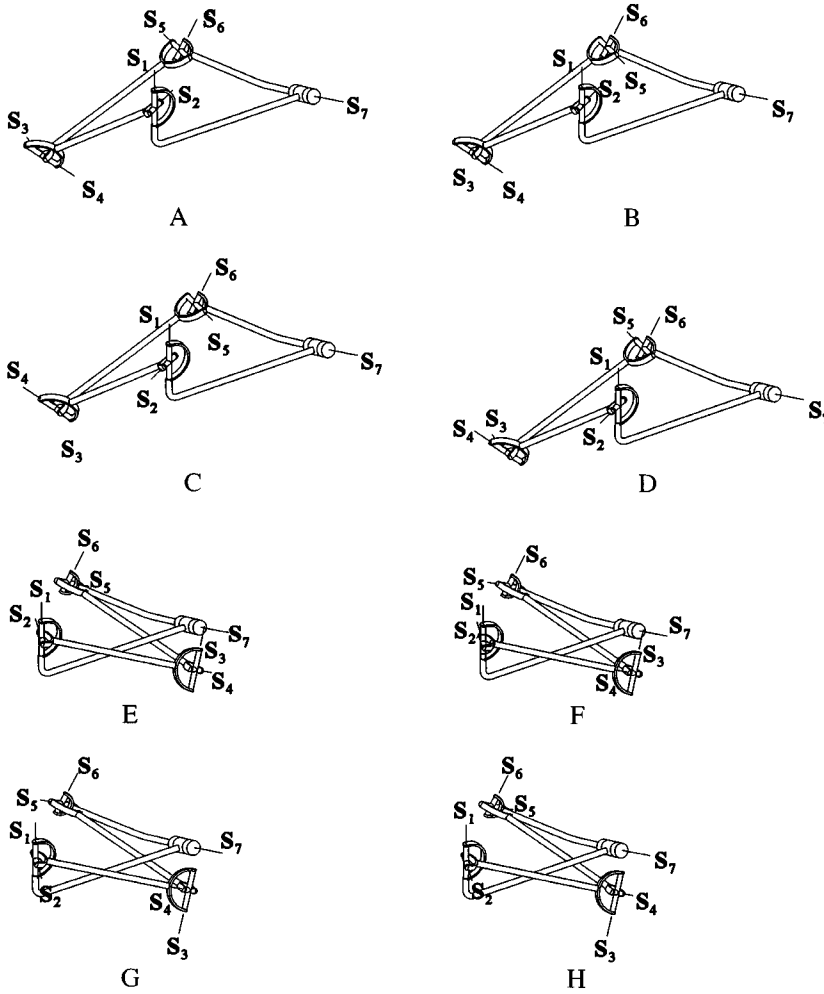 S₅ S₆
S₁
S₂
S₇
S₃
S₄
A
S₆
S₁
S₂ S₅
S₇
S₃ S₄
B
S₆
S₁
S₅
S₇
S₄
S₂
S₃
C
S₅ S₆
S₁
S₄ S₃
S₂
D
S₆
S₁ S₅
S₂
S₇
S₃
S₄
E
S₆
S₅
S₁
S₂
S₇
S₃
S₄
F
S₆
S₅
S₁
S₇
S₂ S₄
S₃
G
S₆
S₁ S₅
S₇
S₂ S₄
S₃
H